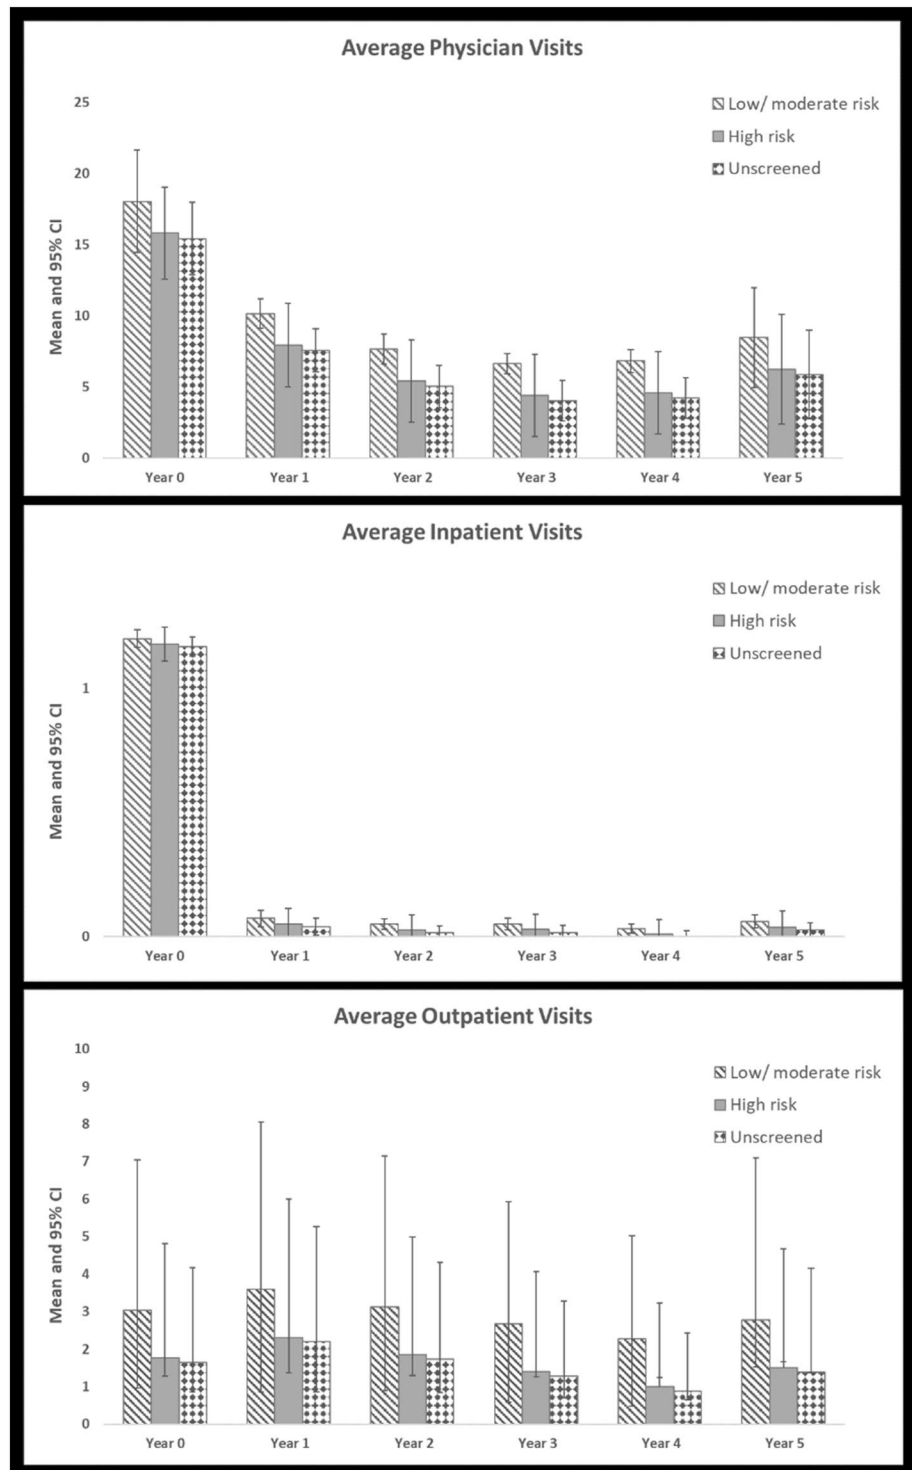 Average Physician Visits
25
20
15
10
5
0
Mean and 95% CI
Low/ moderate risk
High risk
Unscreened
Year 0 Year 1 Year 2 Year 3 Year 4 Year 5
Average Inpatient Visits
1
0
Mean and 95% CI
Low/ moderate risk
High risk
Unscreened
Year 0 Year 1 Year 2 Year 3 Year 4 Year 5
Average Outpatient Visits
10
9
8
7
6
5
4
3
2
1
0
Mean and 95% CI
Low/ moderate risk
High risk
Unscreened
Year 0 Year 1 Year 2 Year 3 Year 4 Year 5